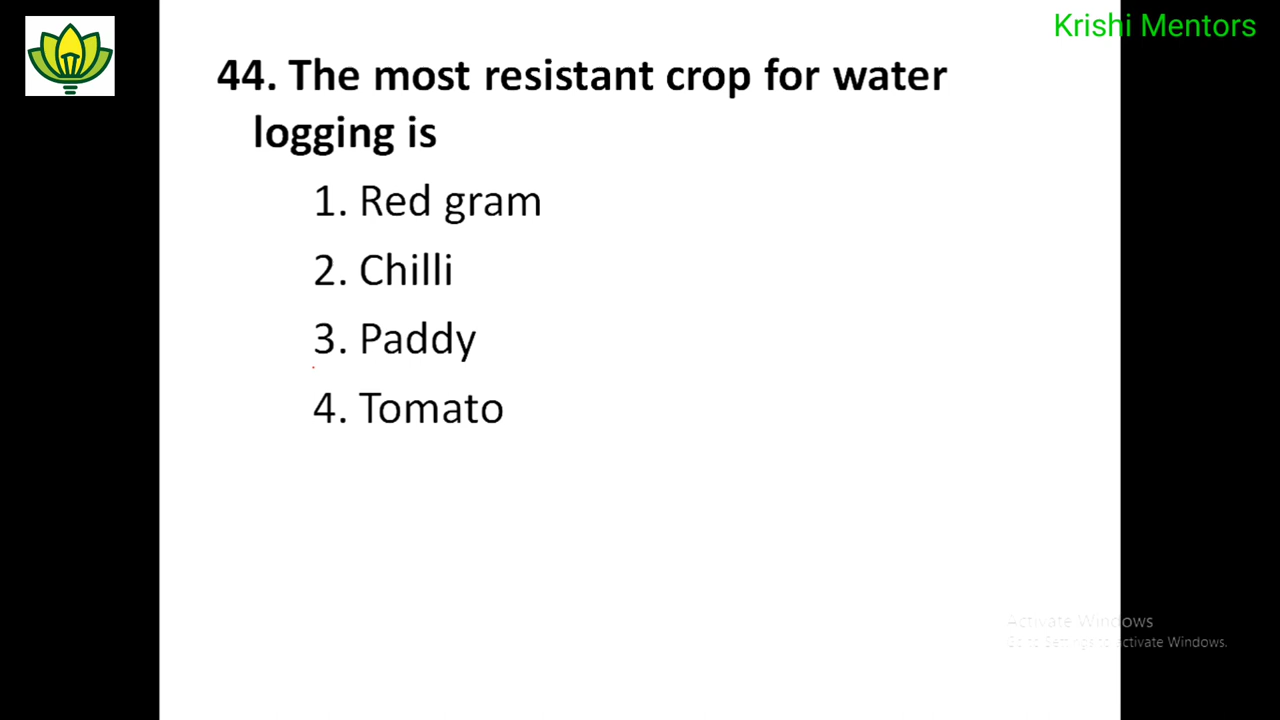 Krishi Mentors
44. The most resistant crop for water
logging is
1. Red gram
2. Chilli
3. Paddy
4. Tomato
Activate Windows
Go to Settings to activate Windows.